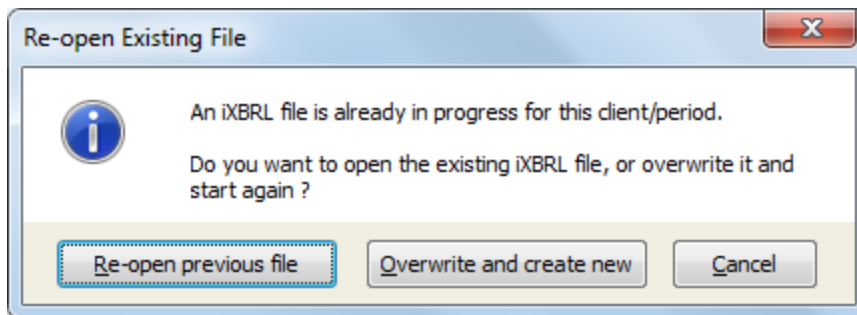 Re-open Existing File
An iXBRL file is already in progress for this client/period.
Do you want to open the existing iXBRL file, or overwrite it and
start again ?
Re-open previous file
Overwrite and create new
Cancel